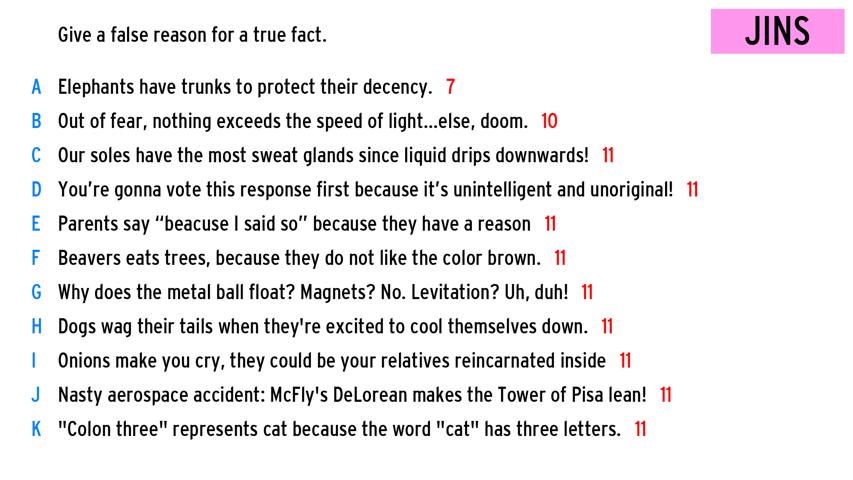 Give a false reason for a true fact.
JINS
A Elephants have trunks to protect their decency. 7
B Out of fear, nothing exceeds the speed of light...else, doom. 10
C Our soles have the most sweat glands since liquid drips downwards! 11
D You're gonna vote this response first because it's unintelligent and unoriginal! 11
E Parents say “beacuse I said so” because they have a reason 11
F Beavers eats trees, because they do not like the color brown. 11
G Why does the metal ball float? Magnets? No. Levitation? Uh, duh! 11
H Dogs wag their tails when they're excited to cool themselves down. 11
I Onions make you cry, they could be your relatives reincarnated inside 11
J Nasty aerospace accident: McFly's DeLorean makes the Tower of Pisa lean! 11
K "Colon three" represents cat because the word "cat" has three letters. 11